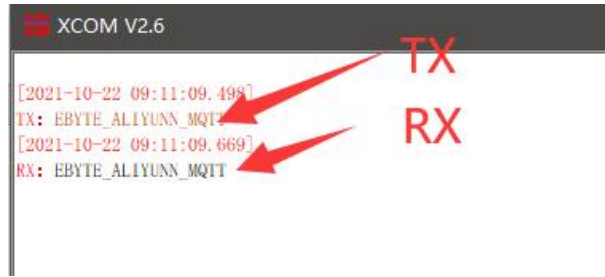 XCOM V2.6
TX
[2021-10-22 09:11:09.498]
TX: EBYTE_ALIYUNN_MQTT
RX
[2021-10-22 09:11:09.669]
RX: EBYTE_ALIYUNN_MQTT